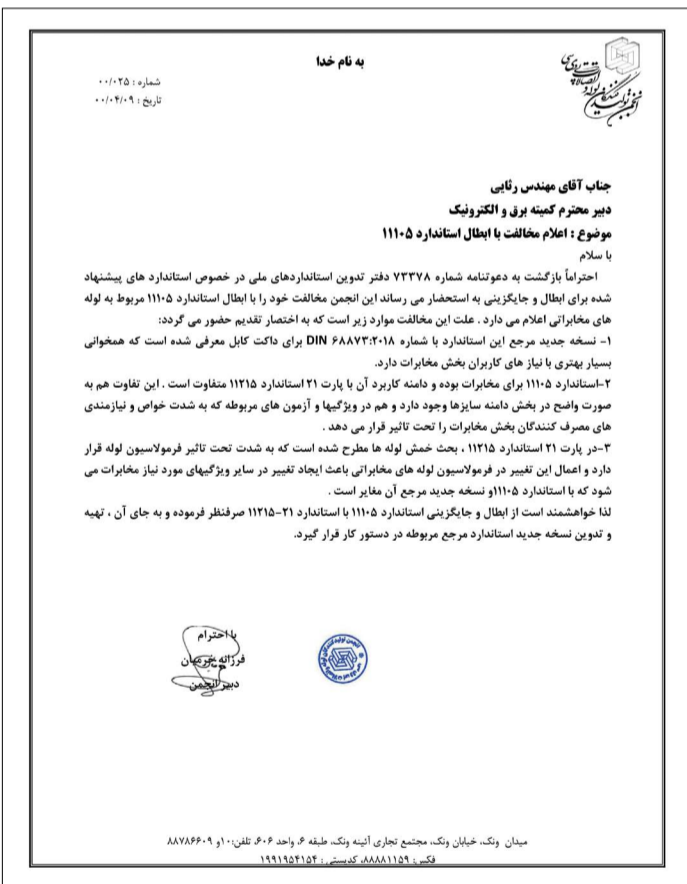 به نام خدا
شماره : ۰۰/۰۲۵
تاریخ : ۰۰/۰۴/۰۹
انجمن تولیدکنندگان لوله و اتصالات پی وی سی
جناب آقای مهندس رثایی
دبیر محترم کمیته برق و الکترونیک
موضوع : اعلام مخالفت با ابطال استاندارد ۱۱۱۰۵
با سلام
احتراماً بازگشت به دعوتنامه شماره ۷۳۳۷۸ دفتر تدوین استانداردهای ملی در خصوص استاندارد های پیشنهاد
شده برای ابطال و جایگزینی به استحضار می رساند این انجمن مخالفت خود را با ابطال استاندارد ۱۱۱۰۵ مربوط به لوله
های مخابراتی اعلام می دارد . علت این مخالفت موارد زیر است که به اختصار تقدیم حضور می گردد:
۱- نسخه جدید مرجع این استاندارد با شماره DIN ۶۸۸۷۳:۲۰۱۸ برای داکت کابل معرفی شده است که همخوانی
بسیار بهتری با نیاز های کاربران بخش مخابرات دارد.
۲-استاندارد ۱۱۱۰۵ برای مخابرات بوده و دامنه کاربرد آن با پارت ۲۱ استاندارد ۱۱۲۱۵ متفاوت است . این تفاوت هم به
صورت واضح در بخش دامنه سایزها وجود دارد و هم در ویژگیها و آزمون های مربوطه که به شدت خواص و نیازمندی
های مصرف کنندگان بخش مخابرات را تحت تاثیر قرار می دهد .
۳-در پارت ۲۱ استاندارد ۱۱۲۱۵ ، بحث خمش لوله ها مطرح شده است که به شدت تحت تاثیر فرمولاسیون لوله قرار
دارد و اعمال این تغییر در فرمولاسیون لوله های مخابراتی باعث ایجاد تغییر در سایر ویژگیهای مورد نیاز مخابرات می
شود که با استاندارد ۱۱۱۰۵و نسخه جدید مرجع آن مغایر است .
لذا خواهشمند است از ابطال و جایگزینی استاندارد ۱۱۱۰۵ با استاندارد ۲۱-۱۱۲۱۵ صرفنظر فرموده و به جای آن ، تهیه
و تدوین نسخه جدید استاندارد مرجع مربوطه در دستور کار قرار گیرد.
با احترام
فرزانه خرمیان
دبیر انجمن
میدان ونک، خیابان ونک، مجتمع تجاری آئینه ونک، طبقه ۶، واحد ۶۰۶، تلفن:۱۰و ۸۸۷۸۶۶۰۹
فکس: ۸۸۸۸۱۱۵۹، کدپستی: ۱۹۹۱۹۵۴۱۵۴